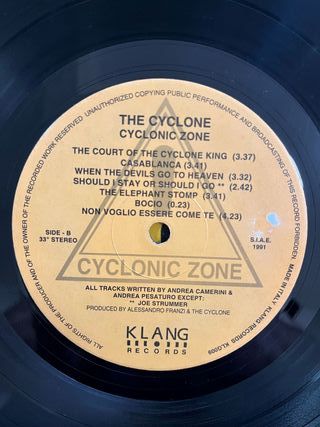 UNAUTHORIZED COPYING PUBLIC PERFORMANCE AND BROADCASTING OF THIS RECORD FORBIDDEN. MADE IN ITALY. KLANG RECORDS KLG009
ALL RIGHTS OF THE PRODUCER AND OF THE OWNER OF THE RECORDED WORK RESERVED
THE CYCLONE
CYCLONIC ZONE
THE COURT OF THE CYCLONE KING (3.37)
CASABLANCA (3.41)
WHEN THE DEVILS GO TO HEAVEN (3.32)
SHOULD I STAY OR SHOULD I GO ** (2.42)
THE ELEPHANT STOMP (3.41)
BOCIO (0.23)
NON VOGLIO ESSERE COME TE (4.23)
SIDE - B
33" STEREO
S.I.A.E.
1991
CYCLONIC ZONE
ALL TRACKS WRITTEN BY ANDREA CAMERINI &
ANDREA PESATURO EXCEPT:
** JOE STRUMMER
PRODUCED BY ALESSANDRO FRANZI & THE CYCLONE
KLANG
RECORDS